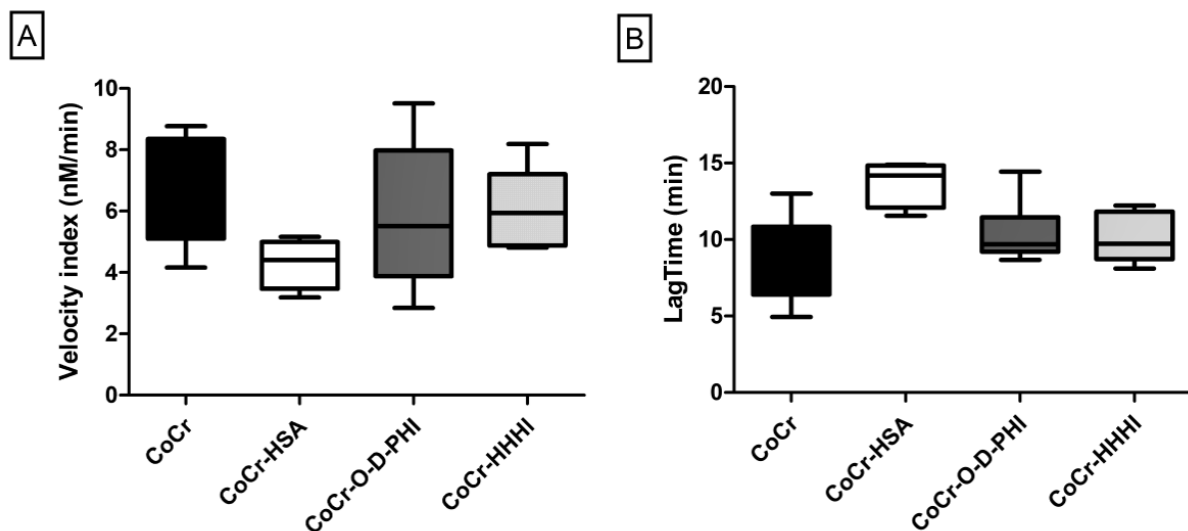 A
Velocity index (nM/min)
10
8
6
4
2
0
CoCr
CoCr-HSA
CoCr-O-D-PHI
CoCr-HHHI
B
LagTime (min)
20
15
10
5
0
CoCr
CoCr-HSA
CoCr-O-D-PHI
CoCr-HHHI